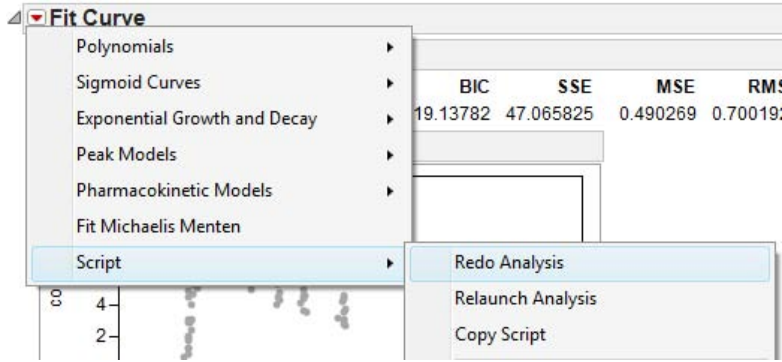 Fit Curve
Polynomials
Sigmoid Curves
BIC SSE MSE
Exponential Growth and Decay
19.13782 47.065825 0.490269 0.700192
Peak Models
Pharmacokinetic Models
Fit Michaelis Menten
Script
Redo Analysis
Relaunch Analysis
Copy Script
4
2